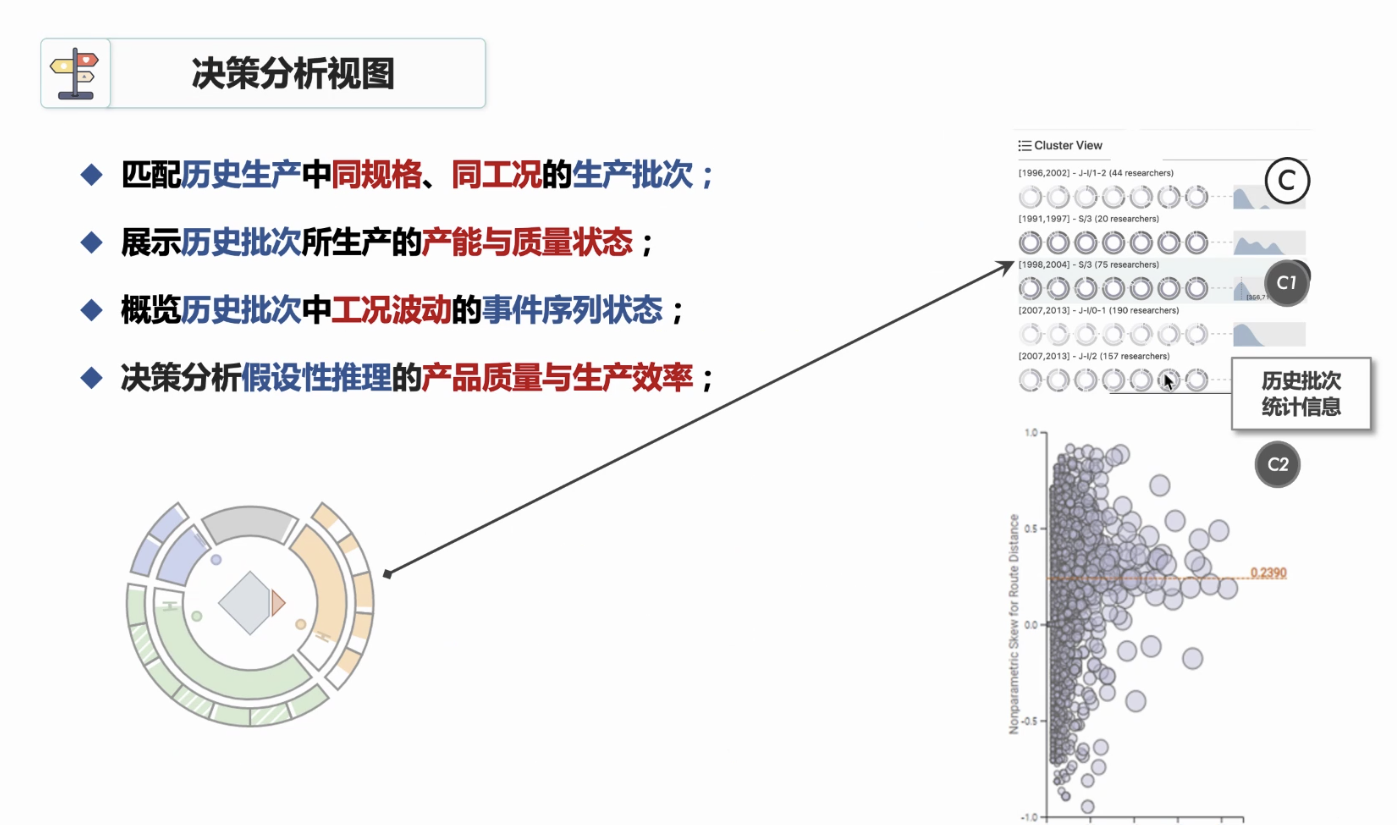 决策分析视图
◆ 匹配历史生产中同规格、同工况的生产批次；
◆ 展示历史批次所生产的产能与质量状态；
◆ 概览历史批次中工况波动的事件序列状态；
◆ 决策分析假设性推理的产品质量与生产效率；
Cluster View
C
[1996,2002] - J-I/1-2 (44 researchers)
[1991,1997] - S/3 (20 researchers)
[1998,2004] - S/3 (75 researchers)
C1
[2007,2013] - J-I/0-1 (190 researchers)
[2007,2013] - J-I/2 (157 researchers)
历史批次
统计信息
C2
1.0
0.5
0.2390
0.0
-0.5
-1.0
Nonparametric Skew for Route Distance